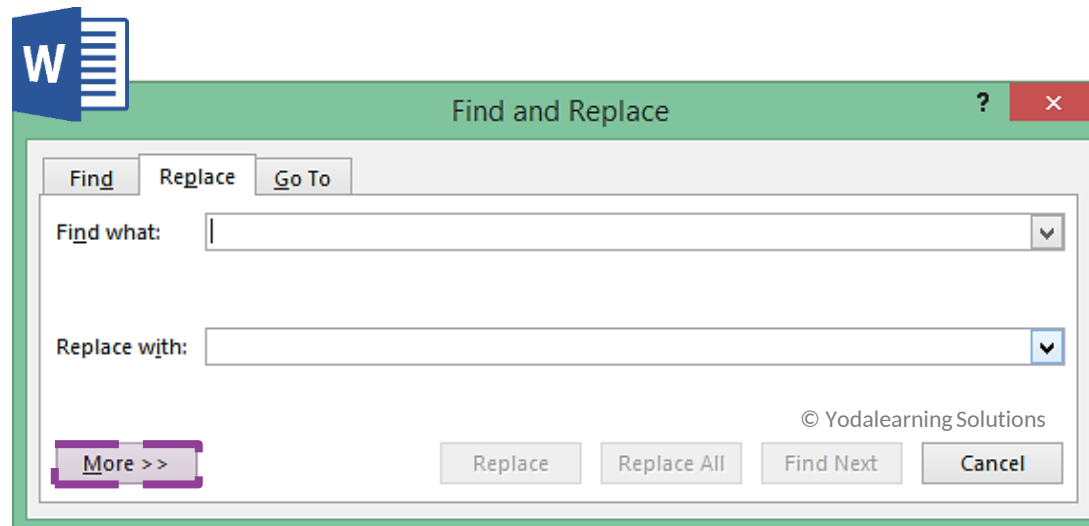 W
Find and Replace ?
Find Replace Go To
Find what:
Replace with:
© Yodalearning Solutions
More >> Replace Replace All Find Next Cancel